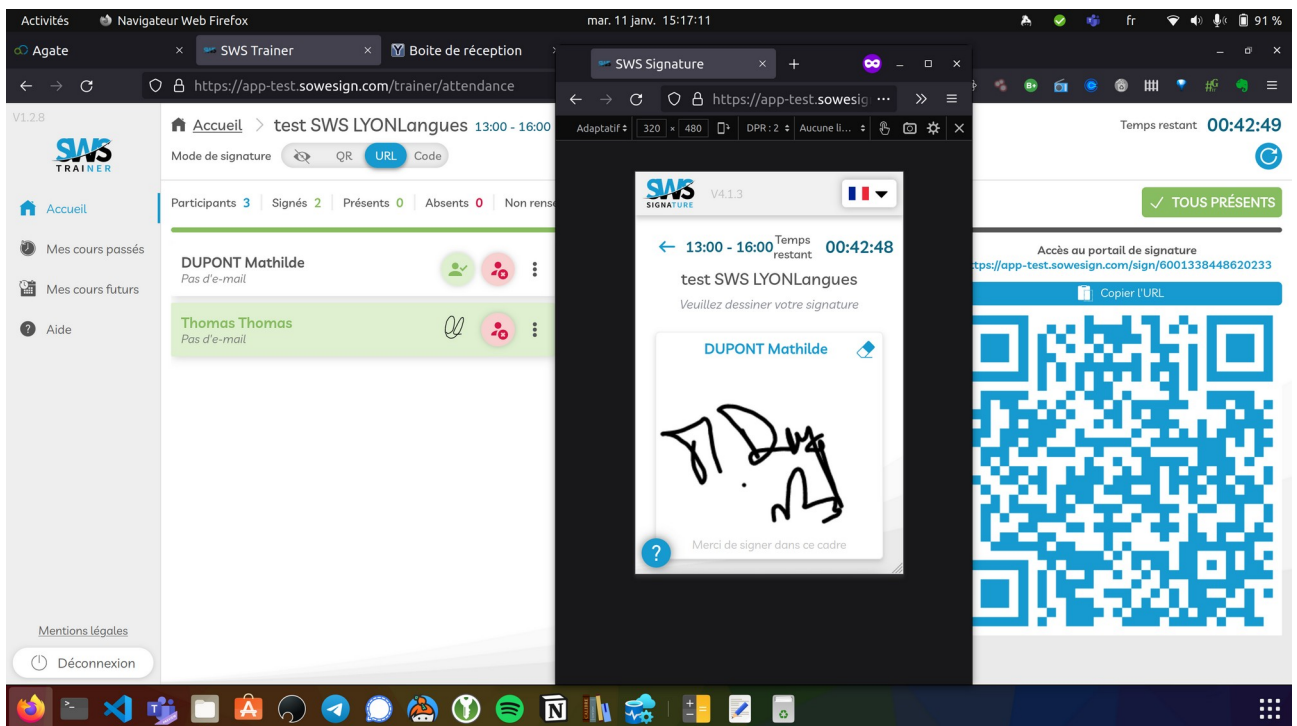 Activités Navigateur Web Firefox mar. 11 janv. 15:17:11 fr 91 %
Agate × SWS Trainer × Boite de réception
https://app-test.sowesign.com/trainer/attendance
V1.2.8
SWS
TRAINER
Accueil
Mes cours passés
Mes cours futurs
Aide
Mentions légales
Déconnexion
Accueil > test SWS LYONLangues 13:00 - 16:00
Mode de signature QR URL Code
Participants 3 Signés 2 Présents 0 Absents 0 Non rense
DUPONT Mathilde
Pas d'e-mail
Thomas Thomas
Pas d'e-mail
SWS Signature × +
https://app-test.sowesig
Adaptatif 320 × 480 DPR : 2 Aucune li...
SWS
SIGNATURE
V4.1.3
13:00 - 16:00 Temps restant 00:42:48
test SWS LYONLangues
Veuillez dessiner votre signature
DUPONT Mathilde
Merci de signer dans ce cadre
?
Temps restant 00:42:49
TOUS PRÉSENTS
Accès au portail de signature
tps://app-test.sowesign.com/sign/6001338448620233
Copier l'URL